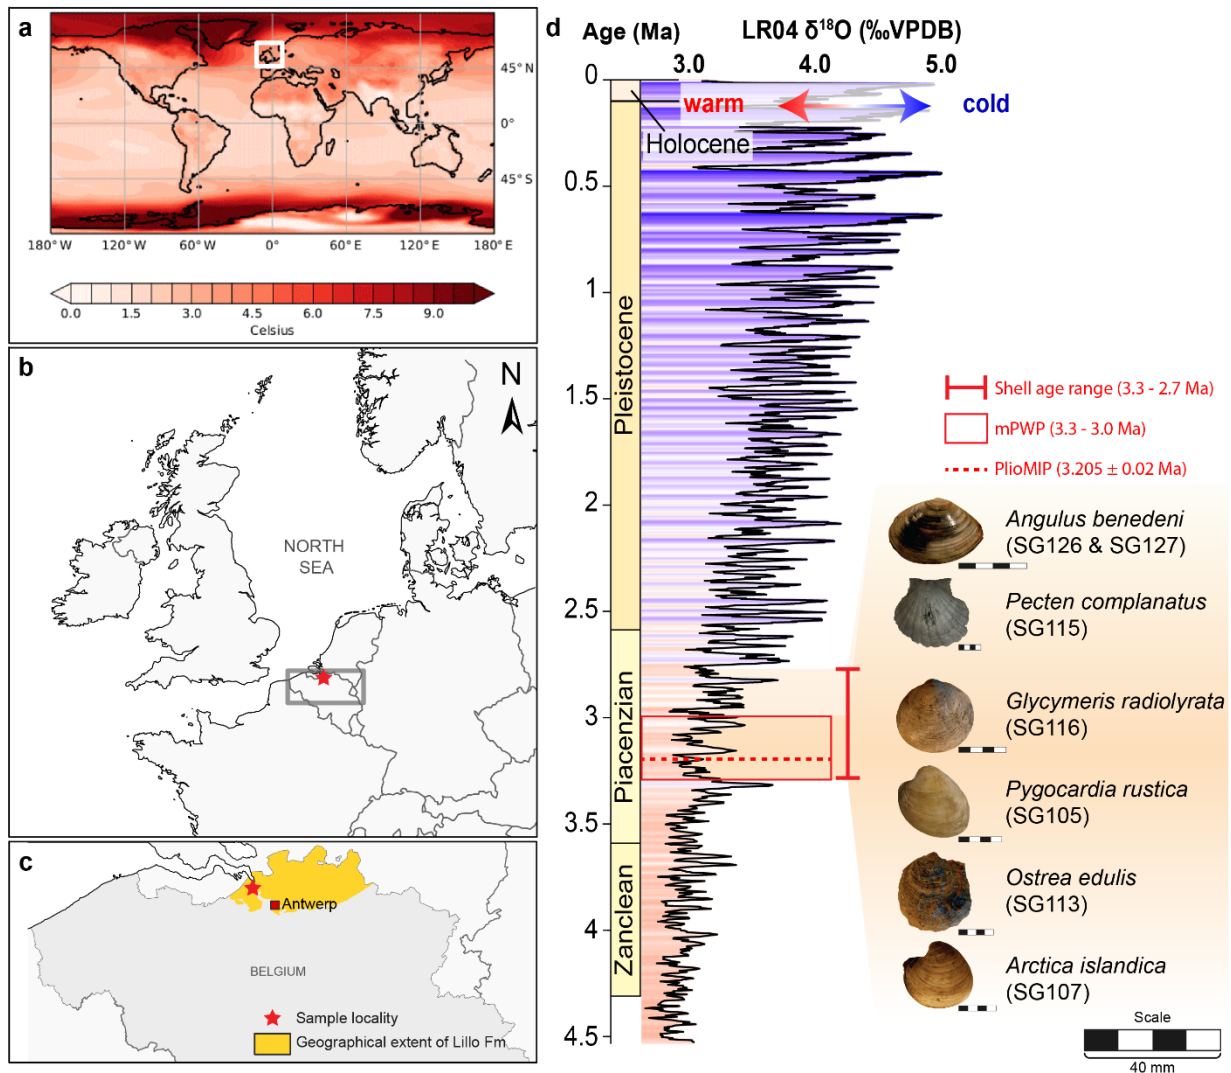 a
45°N
0°
45°S
180°W
120°W
60°W
0°
60°E
120°E
180°E
0.0
1.5
3.0
4.5
6.0
7.5
9.0
Celsius
b
N
NORTH
SEA
c
Antwerp
BELGIUM
Sample locality
Geographical extent of Lillo Fm
d
Age (Ma)
LR04 δ¹⁸O (‰VPDB)
3.0
4.0
5.0
0
0.5
1
1.5
2
2.5
3
3.5
4
4.5
warm
cold
Holocene
Pleistocene
Piacenzian
Zanclean
Shell age range (3.3 - 2.7 Ma)
mPWP (3.3 - 3.0 Ma)
PlioMIP (3.205 ± 0.02 Ma)
Angulus benedeni
(SG126 & SG127)
Pecten complanatus
(SG115)
Glycymeris radiolyrata
(SG116)
Pygocardia rustica
(SG105)
Ostrea edulis
(SG113)
Arctica islandica
(SG107)
Scale
40 mm